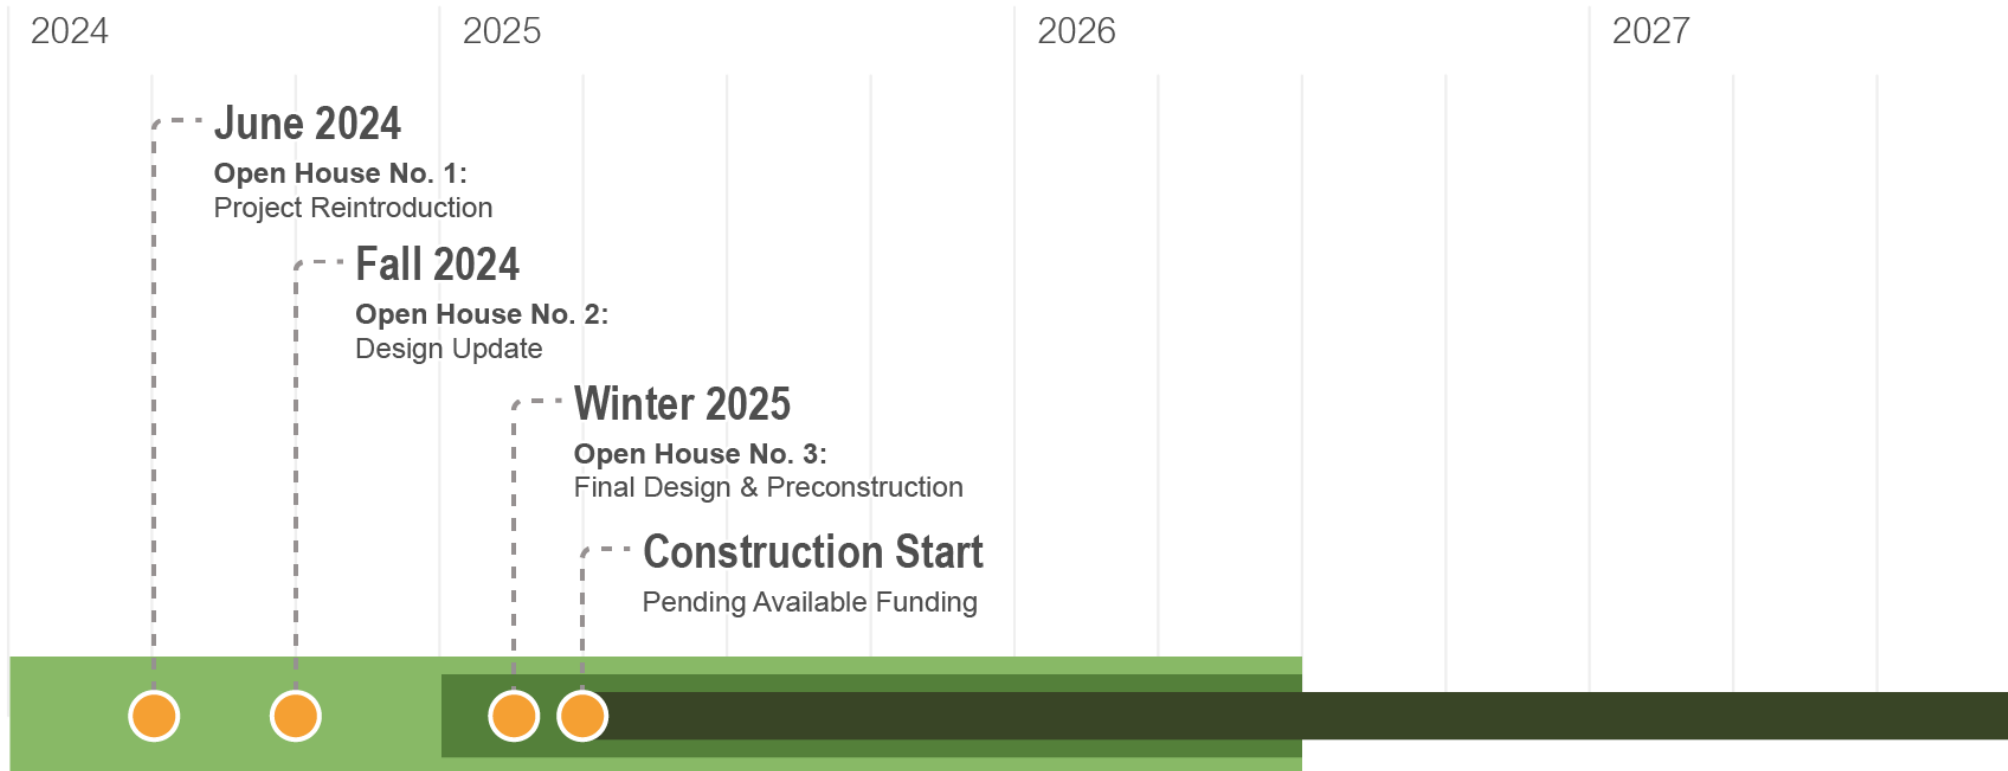 2024
2025
2026
2027
June 2024
Open House No. 1:
Project Reintroduction
Fall 2024
Open House No. 2:
Design Update
Winter 2025
Open House No. 3:
Final Design & Preconstruction
Construction Start
Pending Available Funding